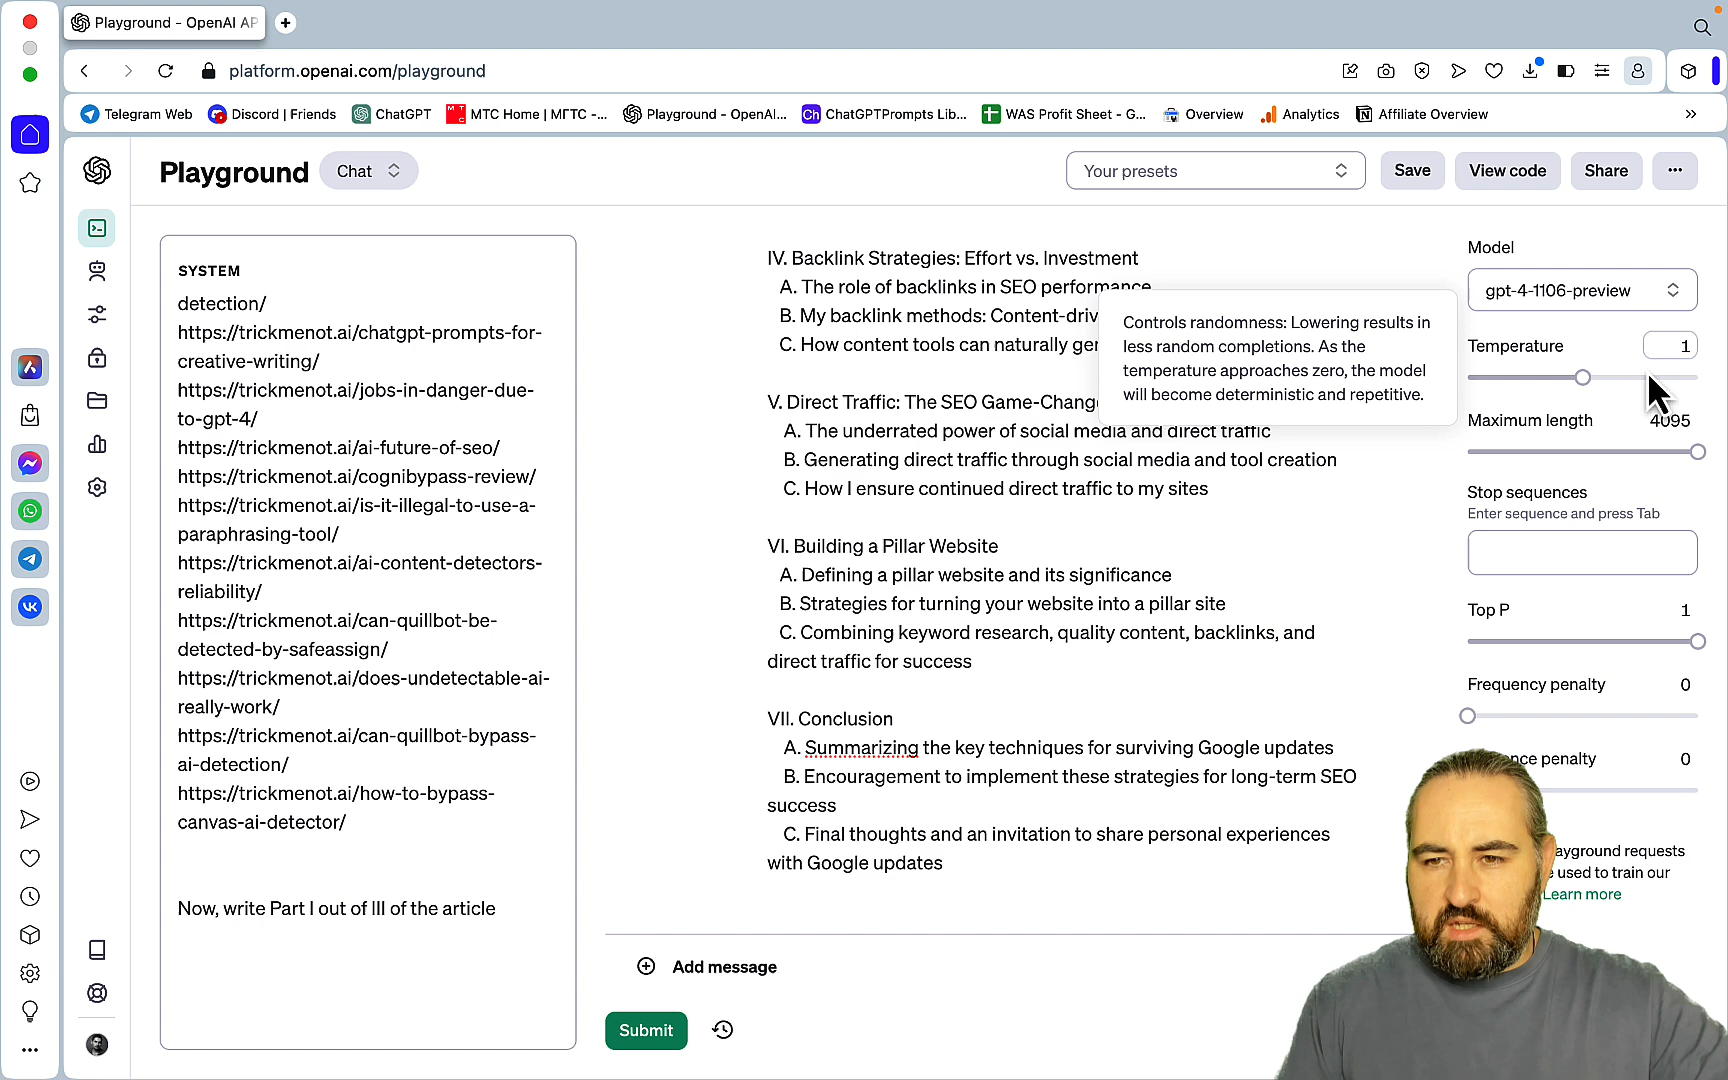 Playground - OpenAI AP
platform.openai.com/playground
Telegram Web
Discord | Friends
ChatGPT
МТС Home | МГТС -...
Playground - OpenAI...
Ch
ChatGPTPrompts Lib...
WAS Profit Sheet - G...
Overview
Analytics
Affiliate Overview
Playground
Chat
Your presets
Save
View code
Share
SYSTEM
detection/
https://trickmenot.ai/chatgpt-prompts-for-
creative-writing/
https://trickmenot.ai/jobs-in-danger-due-
to-gpt-4/
https://trickmenot.ai/ai-future-of-seo/
https://trickmenot.ai/cognibypass-review/
https://trickmenot.ai/is-it-illegal-to-use-a-
paraphrasing-tool/
https://trickmenot.ai/ai-content-detectors-
reliability/
https://trickmenot.ai/can-quillbot-be-
detected-by-safeassign/
https://trickmenot.ai/does-undetectable-ai-
really-work/
https://trickmenot.ai/can-quillbot-bypass-
ai-detection/
https://trickmenot.ai/how-to-bypass-
canvas-ai-detector/
Now, write Part I out of III of the article
IV. Backlink Strategies: Effort vs. Investment
A. The role of backlinks in SEO performance
B. My backlink methods: Content-driv
C. How content tools can naturally ge
V. Direct Traffic: The SEO Game-Chang
A. The underrated power of social media and direct traffic
B. Generating direct traffic through social media and tool creation
C. How I ensure continued direct traffic to my sites
VI. Building a Pillar Website
A. Defining a pillar website and its significance
B. Strategies for turning your website into a pillar site
C. Combining keyword research, quality content, backlinks, and
direct traffic for success
VII. Conclusion
A. Summarizing the key techniques for surviving Google updates
B. Encouragement to implement these strategies for long-term SEO
success
C. Final thoughts and an invitation to share personal experiences
with Google updates
Add message
Submit
Controls randomness: Lowering results in
less random completions. As the
temperature approaches zero, the model
will become deterministic and repetitive.
Model
gpt-4-1106-preview
Temperature 1
Maximum length 4095
Stop sequences
Enter sequence and press Tab
Top P 1
Frequency penalty 0
nce penalty 0
ayground requests
used to train our
Learn more